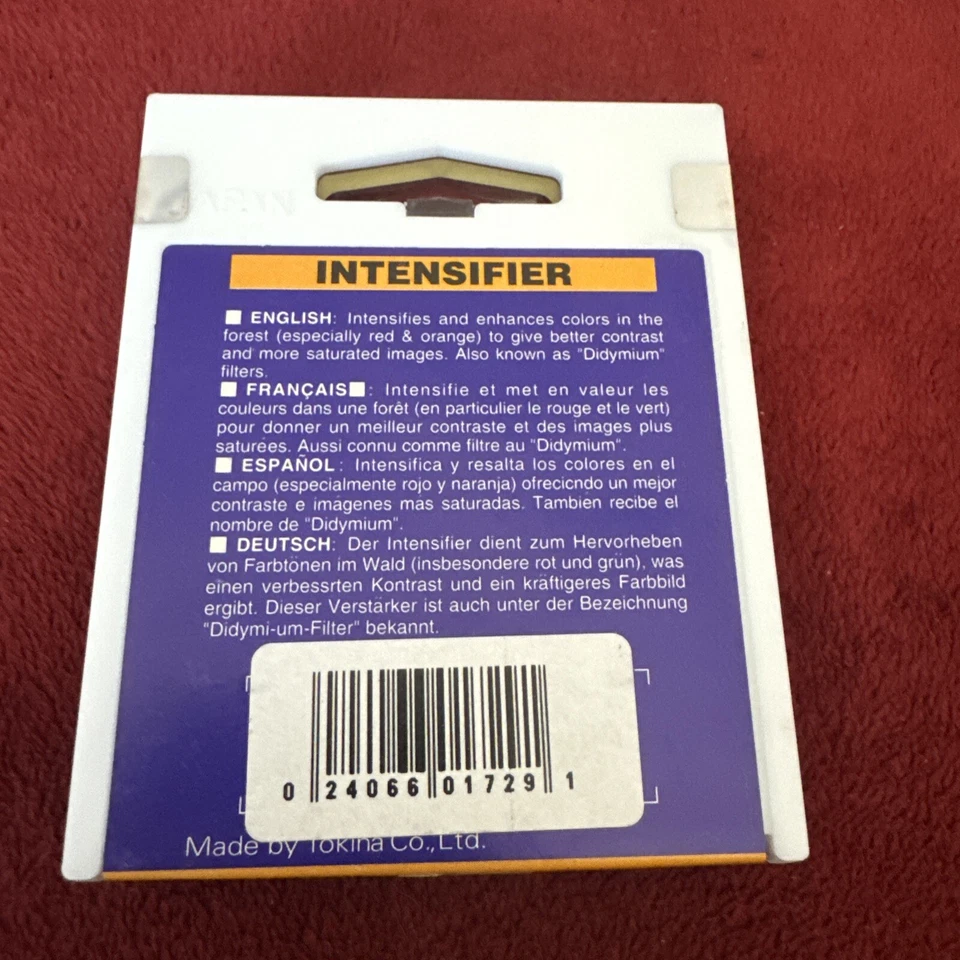 INTENSIFIER
ENGLISH: Intensifies and enhances colors in the
forest (especially red & orange) to give better contrast
and more saturated images. Also known as "Didymium"
filters.
FRANÇAIS: Intensifie et met en valeur les
couleurs dans une forêt (en particulier le rouge et le vert)
pour donner un meilleur contraste et des images plus
saturées. Aussi connu comme filtre au "Didymium".
ESPAÑOL: Intensifica y resalta los colores en el
campo (especialmente rojo y naranja) ofreciendo un mejor
contraste e imágenes mas saturadas. Tambien recibe el
nombre de "Didymium".
DEUTSCH: Der Intensifier dient zum Hervorheben
von Farbtönen im Wald (insbesondere rot und grün), was
einen verbessrten Kontrast und ein kräftigeres Farbbild
ergibt. Dieser Verstärker ist auch unter der Bezeichnung
"Didymi-um-Filter" bekannt.
0 24066 01729 1
Made by Tokina Co., Ltd.